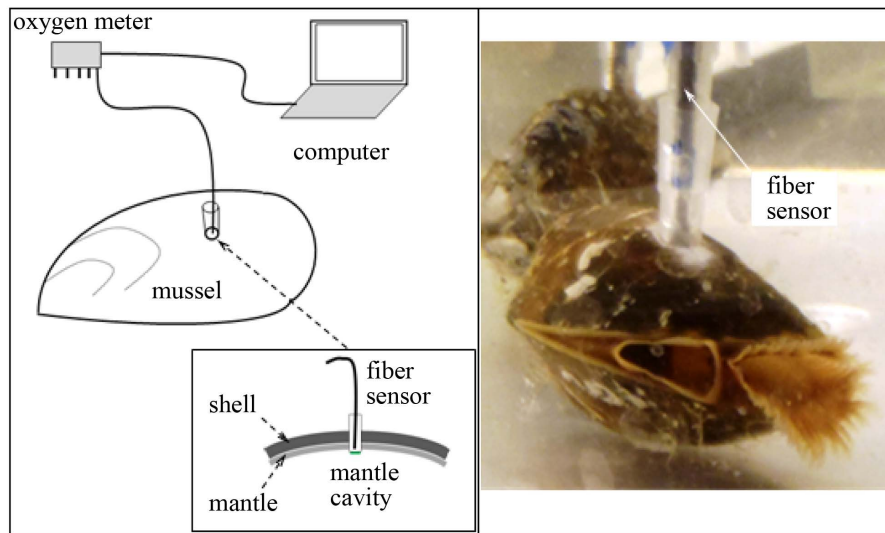 oxygen meter
computer
mussel
fiber
sensor
shell
mantle
mantle
cavity
fiber
sensor